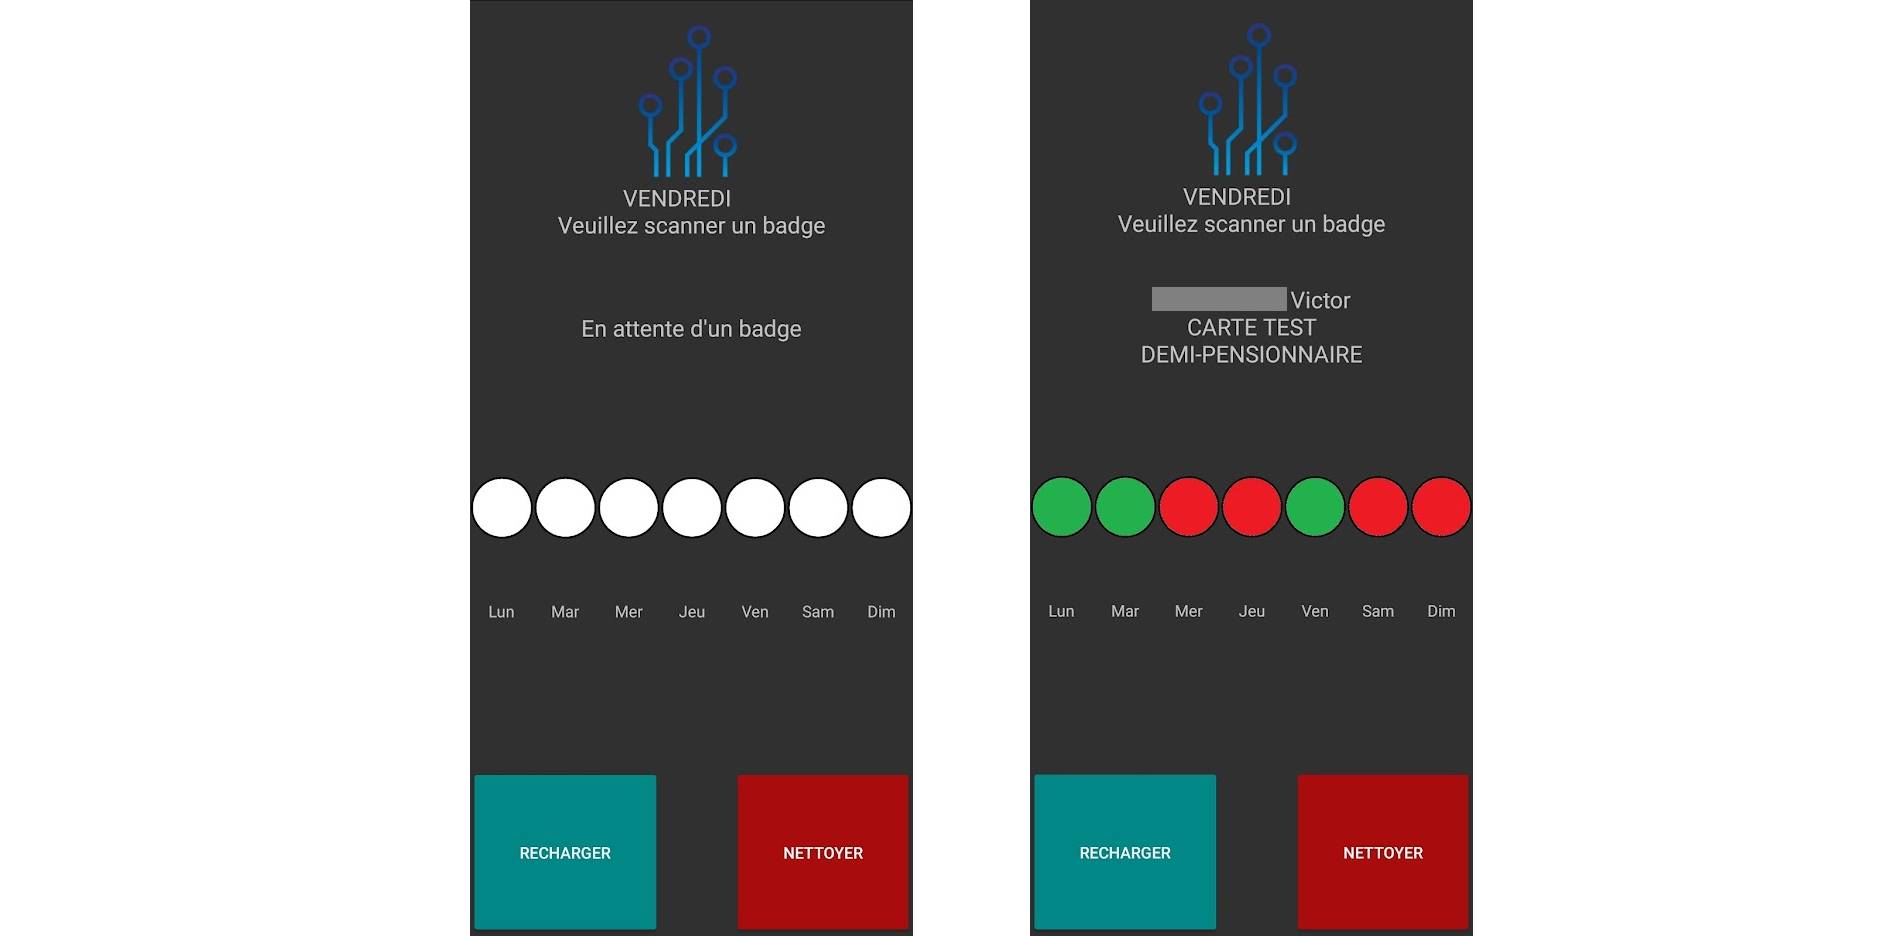 VENDREDI
Veuillez scanner un badge
En attente d'un badge
Lun Mar Mer Jeu Ven Sam Dim
RECHARGER NETTOYER
VENDREDI
Veuillez scanner un badge
Victor
CARTE TEST
DEMI-PENSIONNAIRE
Lun Mar Mer Jeu Ven Sam Dim
RECHARGER NETTOYER